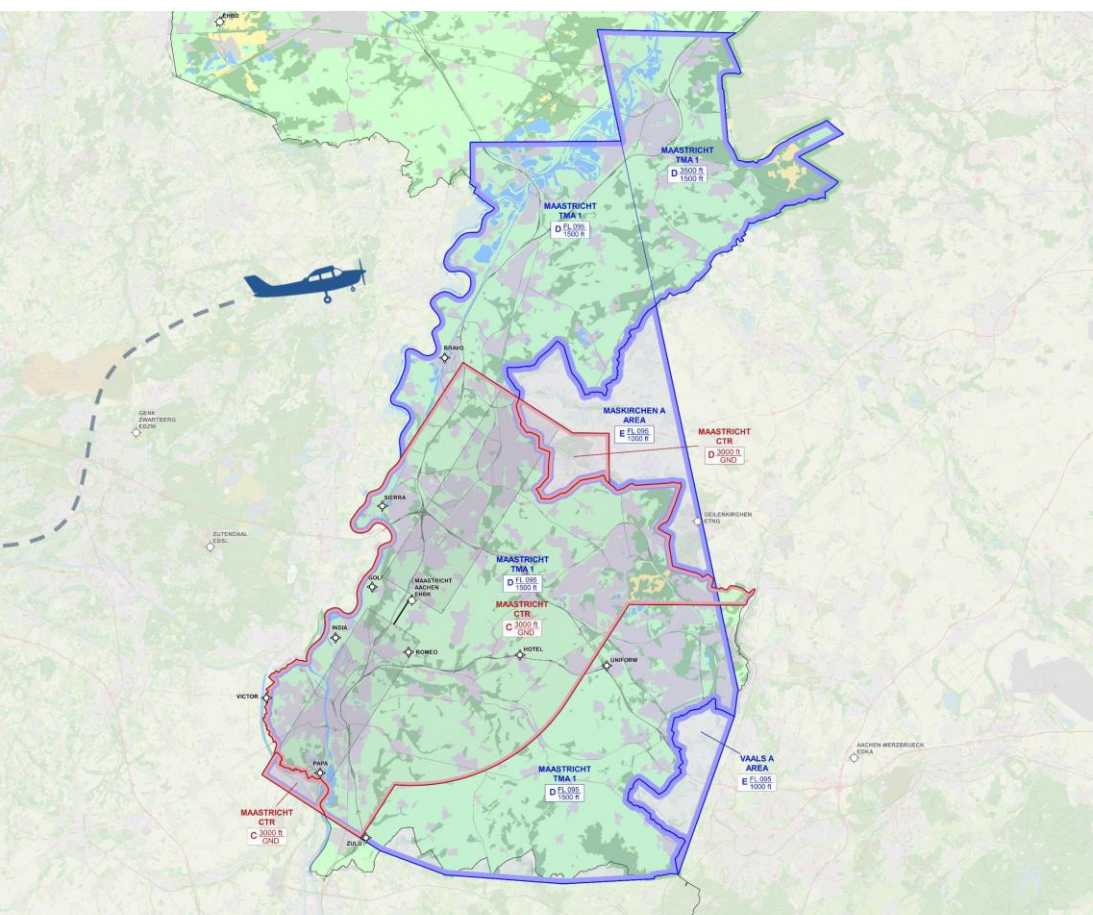 EHBD
MAASTRICHT
TMA 1
D 3500 ft
1500 ft
MAASTRICHT
TMA 1
D FL 095
1500 ft
BRAVO
GENK
ZWARTBERG
EBZW
MASKIRCHEN A
AREA
E FL 095
1000 ft
MAASTRICHT
CTR
D 3000 ft
GND
SIERRA
GEILENKIRCHEN
ETNG
ZUTENDAAL
EBSL
MAASTRICHT
TMA 1
D FL 095
1500 ft
GOLF
MAASTRICHT
AACHEN
EHBK
MAASTRICHT
CTR
C 3000 ft
GND
INDIA
ROMEO
HOTEL
UNIFORM
VICTOR
AACHEN-MERZBRUECK
EDKA
PAPA
MAASTRICHT
TMA 1
D FL 095
1500 ft
VAALS A
AREA
E FL 095
1000 ft
MAASTRICHT
CTR
C 3000 ft
GND
ZULU